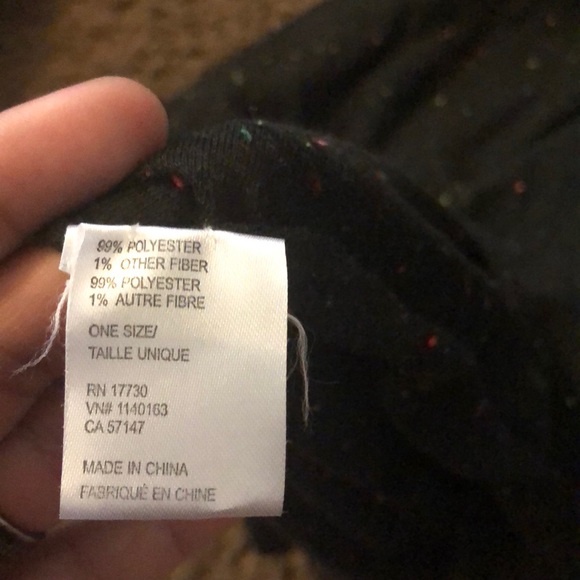 99% POLYESTER
1% OTHER FIBER
99% POLYESTER
1% AUTRE FIBRE
ONE SIZE/
TAILLE UNIQUE
RN 17730
VN# 1140163
CA 57147
MADE IN CHINA
FABRIQUÉ EN CHINE